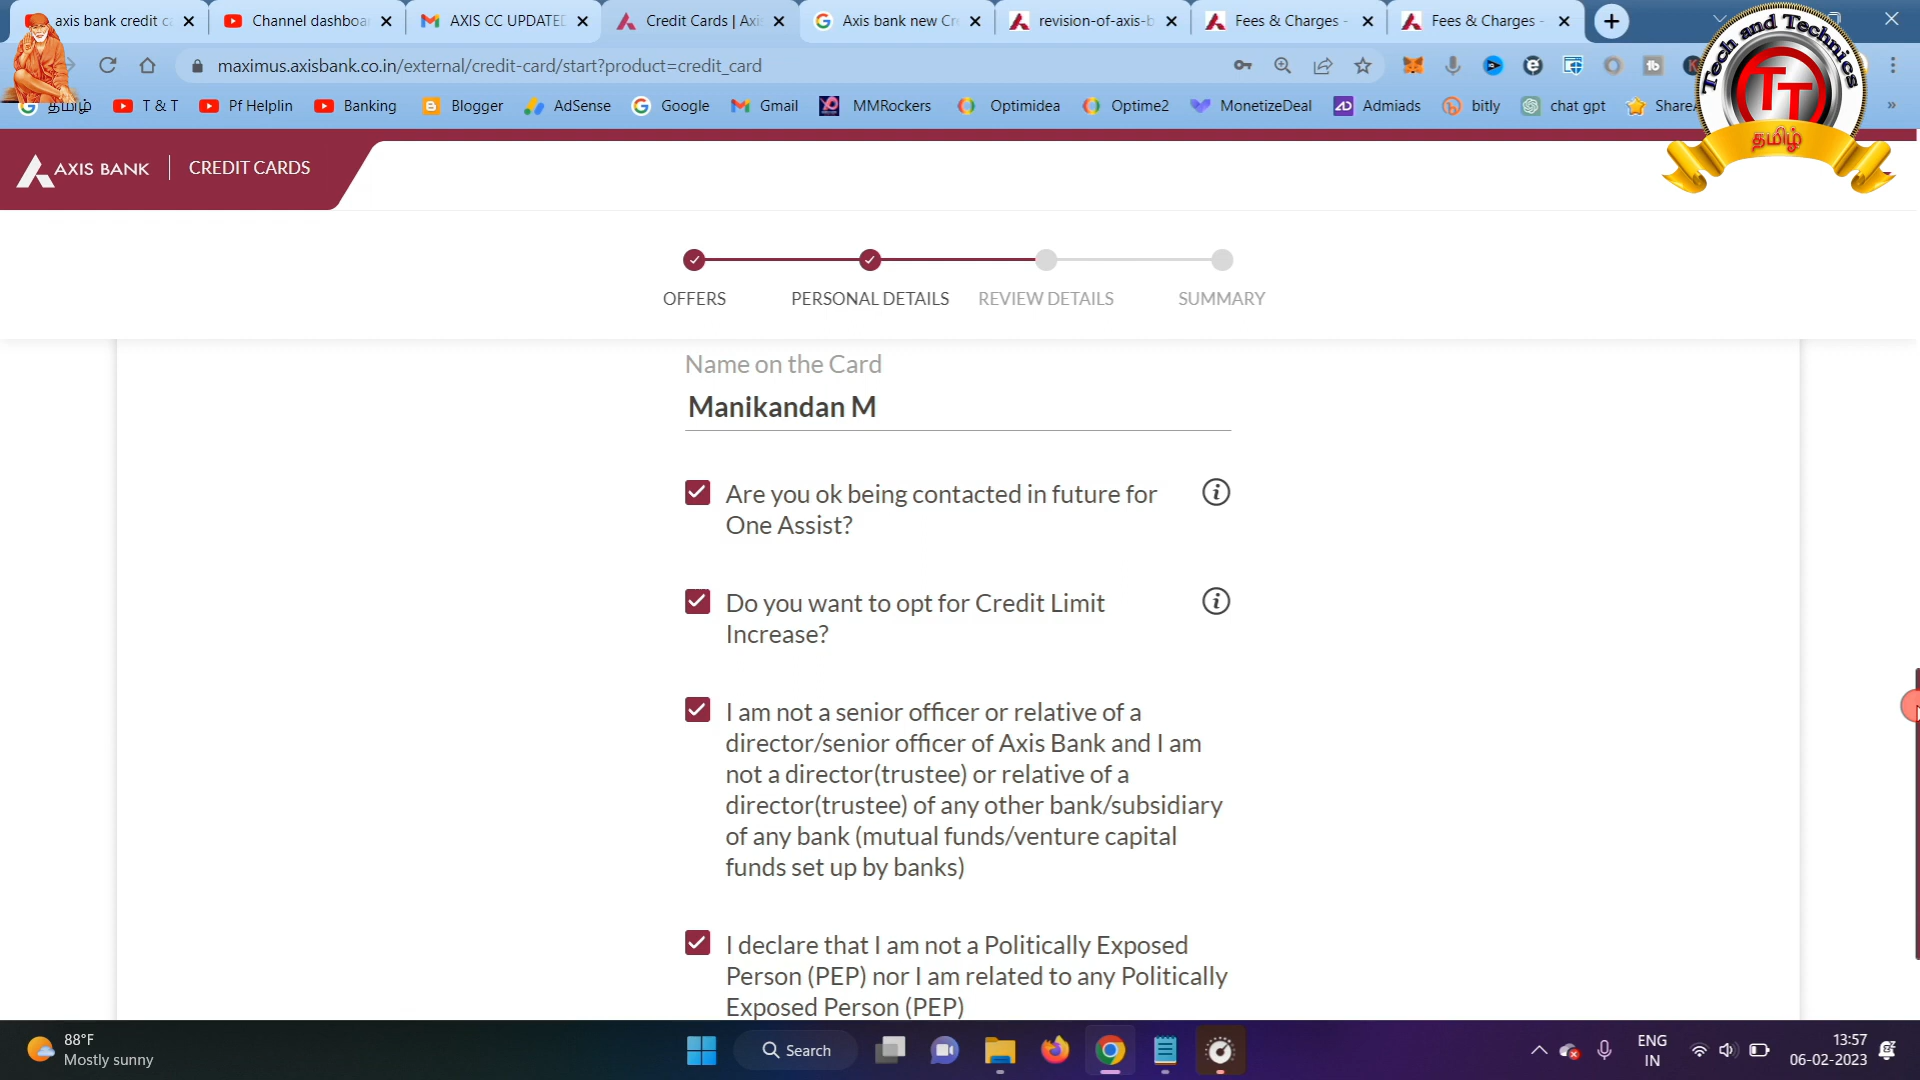 axis bank credit c
Channel dashboa
AXIS CC UPDATED
Credit Cards | Axi
Axis bank new Cr
revision-of-axis-b
Fees & Charges -
Fees & Charges -
maximus.axisbank.co.in/external/credit-card/start?product=credit_card
தமிழ்
T & T
Pf Helplin
Banking
Blogger
AdSense
Google
Gmail
MMRockers
Optimidea
Optime2
MonetizeDeal
Admiads
bitly
chat gpt
ShareA
»
Tech and Technics
TT
தமிழ்
AXIS BANK
CREDIT CARDS
OFFERS
PERSONAL DETAILS
REVIEW DETAILS
SUMMARY
Name on the Card
Manikandan M
Are you ok being contacted in future for
One Assist?
Do you want to opt for Credit Limit
Increase?
I am not a senior officer or relative of a
director/senior officer of Axis Bank and I am
not a director(trustee) or relative of a
director(trustee) of any other bank/subsidiary
of any bank (mutual funds/venture capital
funds set up by banks)
I declare that I am not a Politically Exposed
Person (PEP) nor I am related to any Politically
Exposed Person (PEP)
88°F
Mostly sunny
Search
ENG
IN
13:57
06-02-2023